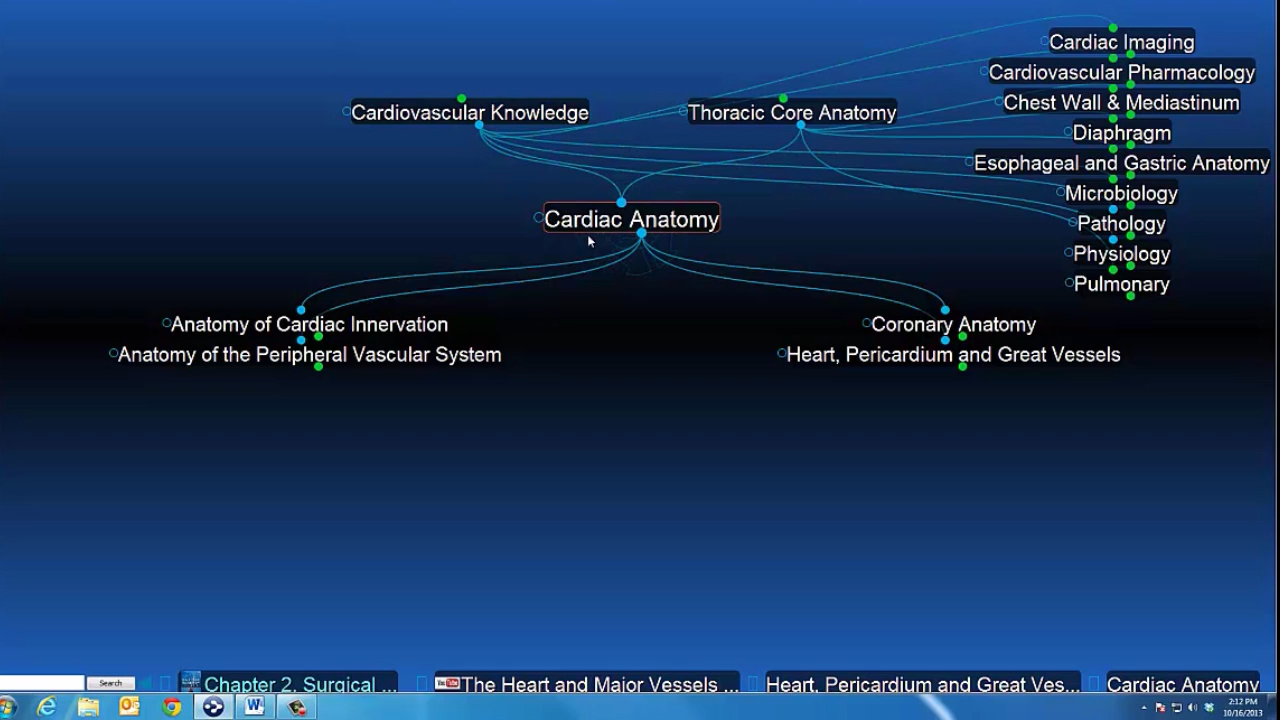 Cardiac Imaging
Cardiovascular Pharmacology
Cardiovascular Knowledge
Thoracic Core Anatomy
Chest Wall & Mediastinum
Diaphragm
Esophageal and Gastric Anatomy
Microbiology
Cardiac Anatomy
Pathology
Physiology
Pulmonary
Anatomy of Cardiac Innervation
Coronary Anatomy
Anatomy of the Peripheral Vascular System
Heart, Pericardium and Great Vessels
Search
Chapter 2, Surgical ...
You Tube
The Heart and Major Vessels ...
Heart, Pericardium and Great Ves...
Cardiac Anatomy
2:12 PM
10/16/2013